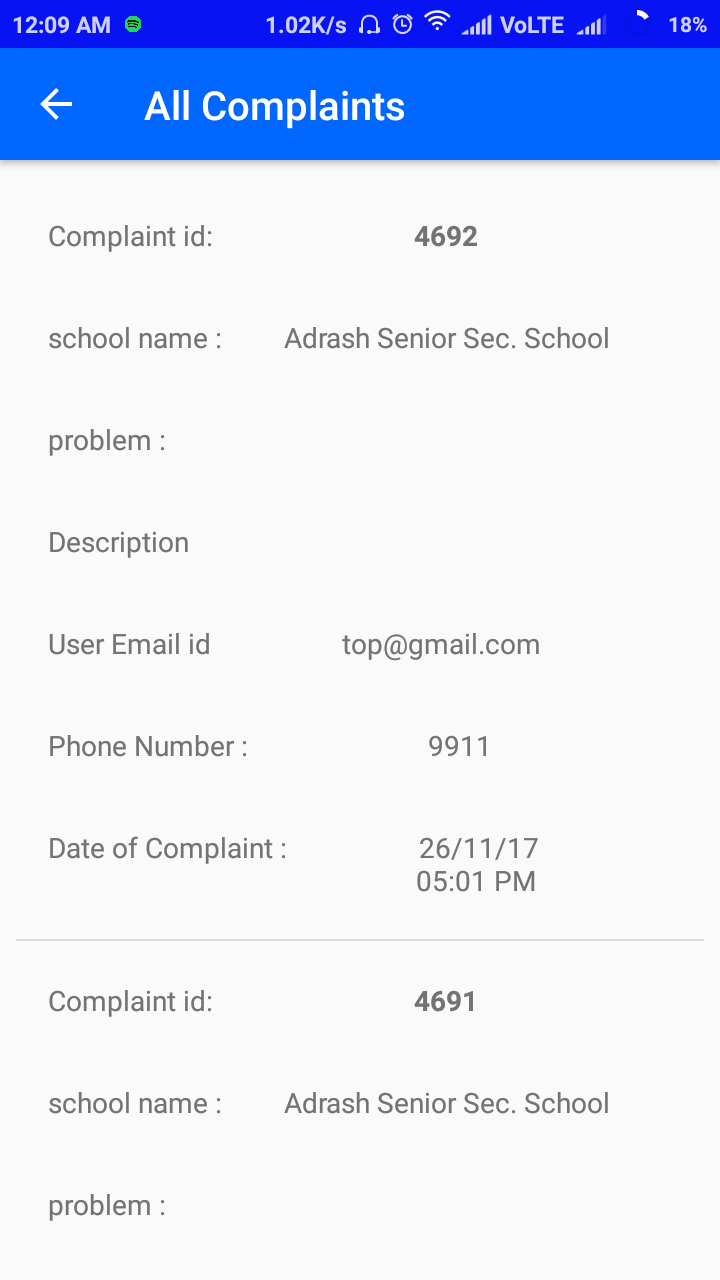 12:09 AM 1.02K/s VoLTE 18%
All Complaints
Complaint id: 4692
school name : Adrash Senior Sec. School
problem :
Description
User Email id top@gmail.com
Phone Number : 9911
Date of Complaint : 26/11/17
05:01 PM
Complaint id: 4691
school name : Adrash Senior Sec. School
problem :